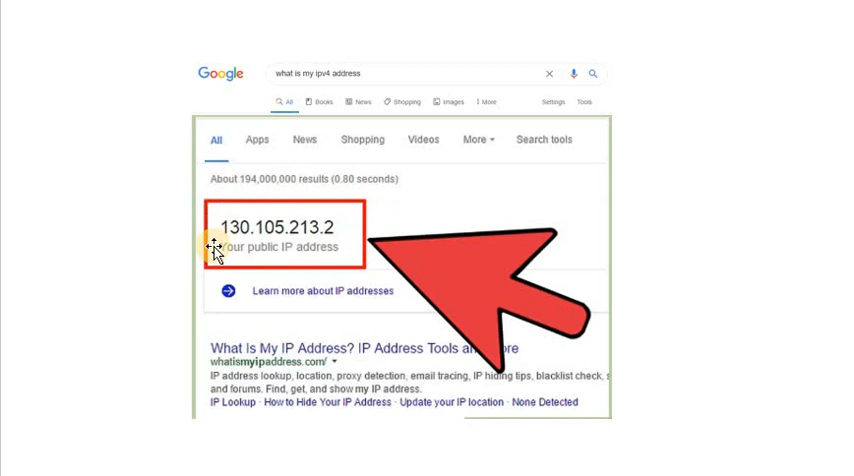 Google what is my ipv4 address
All Books News Shopping Images More Settings Tools
All Apps News Shopping Videos More Search tools
About 194,000,000 results (0.80 seconds)
130.105.213.2
Your public IP address
Learn more about IP addresses
What Is My IP Address? IP Address Tools and More
whatismyipaddress.com/
IP address lookup, location, proxy detection, email tracing, IP hiding tips, blacklist check, s
and forums. Find, get, and show my IP address.
IP Lookup · How to Hide Your IP Address · Update your IP location · None Detected